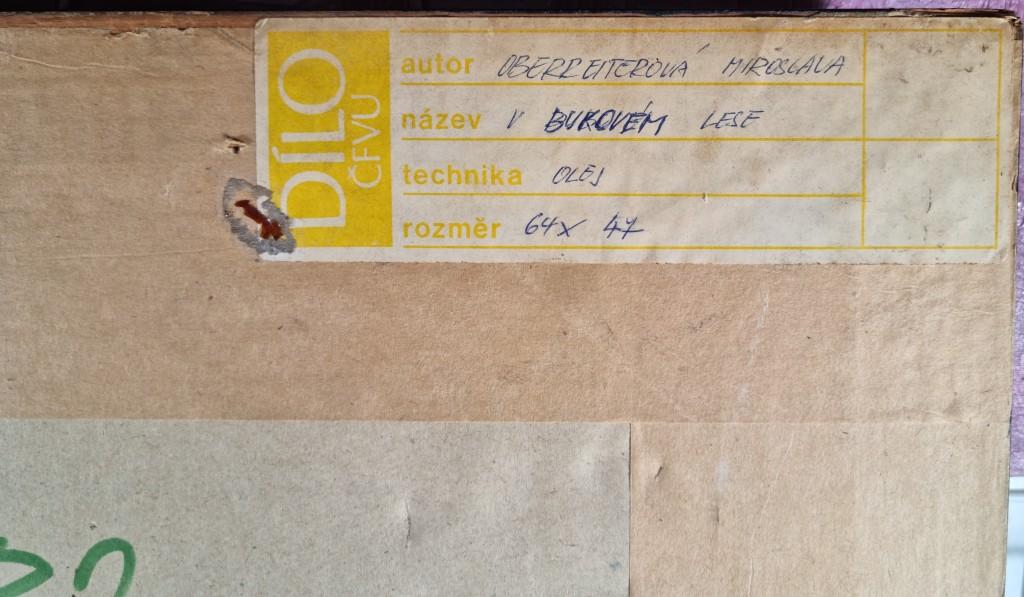 DÍLO
ČFVU
autor OBERREITEROVÁ MIROSLAVA
název V BUKOVÉM LESE
technika OLEJ
rozměr 64x 47